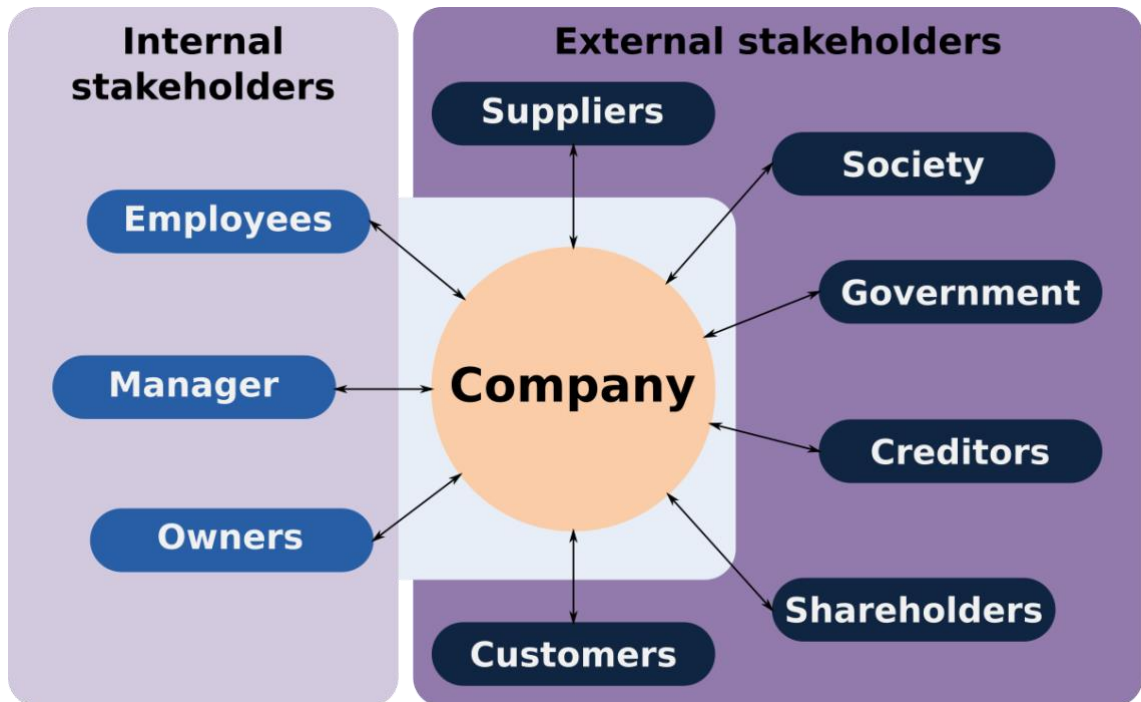 Internal
stakeholders
External stakeholders
Suppliers
Society
Employees
Government
Manager
Company
Creditors
Owners
Shareholders
Customers